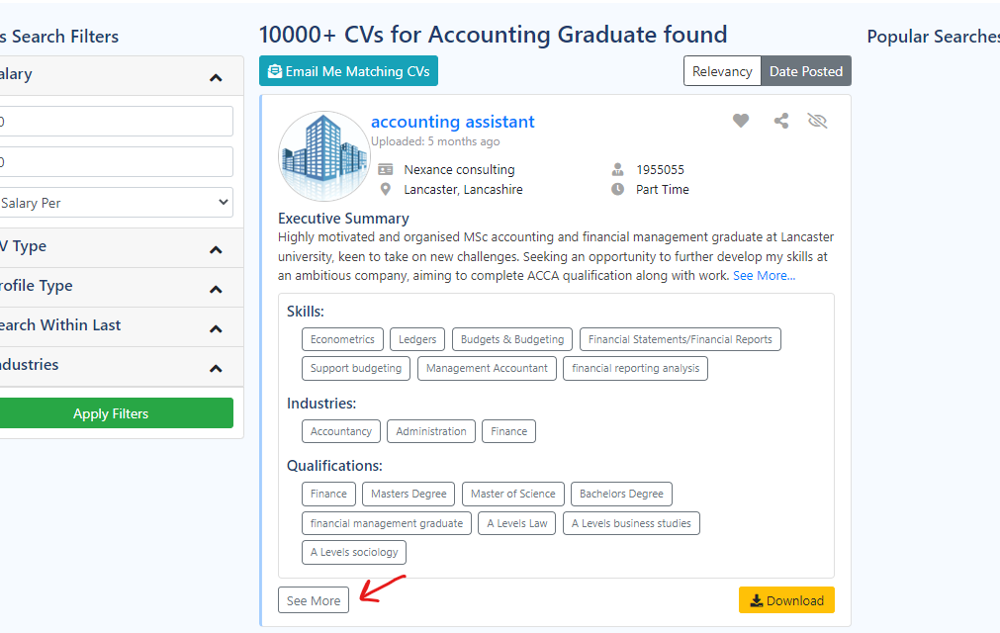 s Search Filters
alary
0
0
Salary Per
V Type
rofile Type
earch Within Last
dustries
Apply Filters
10000+ CVs for Accounting Graduate found
Email Me Matching CVs
Relevancy Date Posted
accounting assistant
Uploaded: 5 months ago
Nexance consulting 1955055
Lancaster, Lancashire Part Time
Executive Summary
Highly motivated and organised MSc accounting and financial management graduate at Lancaster
university, keen to take on new challenges. Seeking an opportunity to further develop my skills at
an ambitious company, aiming to complete ACCA qualification along with work. See More...
Skills:
Econometrics Ledgers Budgets & Budgeting Financial Statements/Financial Reports
Support budgeting Management Accountant financial reporting analysis
Industries:
Accountancy Administration Finance
Qualifications:
Finance Masters Degree Master of Science Bachelors Degree
financial management graduate A Levels Law A Levels business studies
A Levels sociology
See More Download
Popular Searches